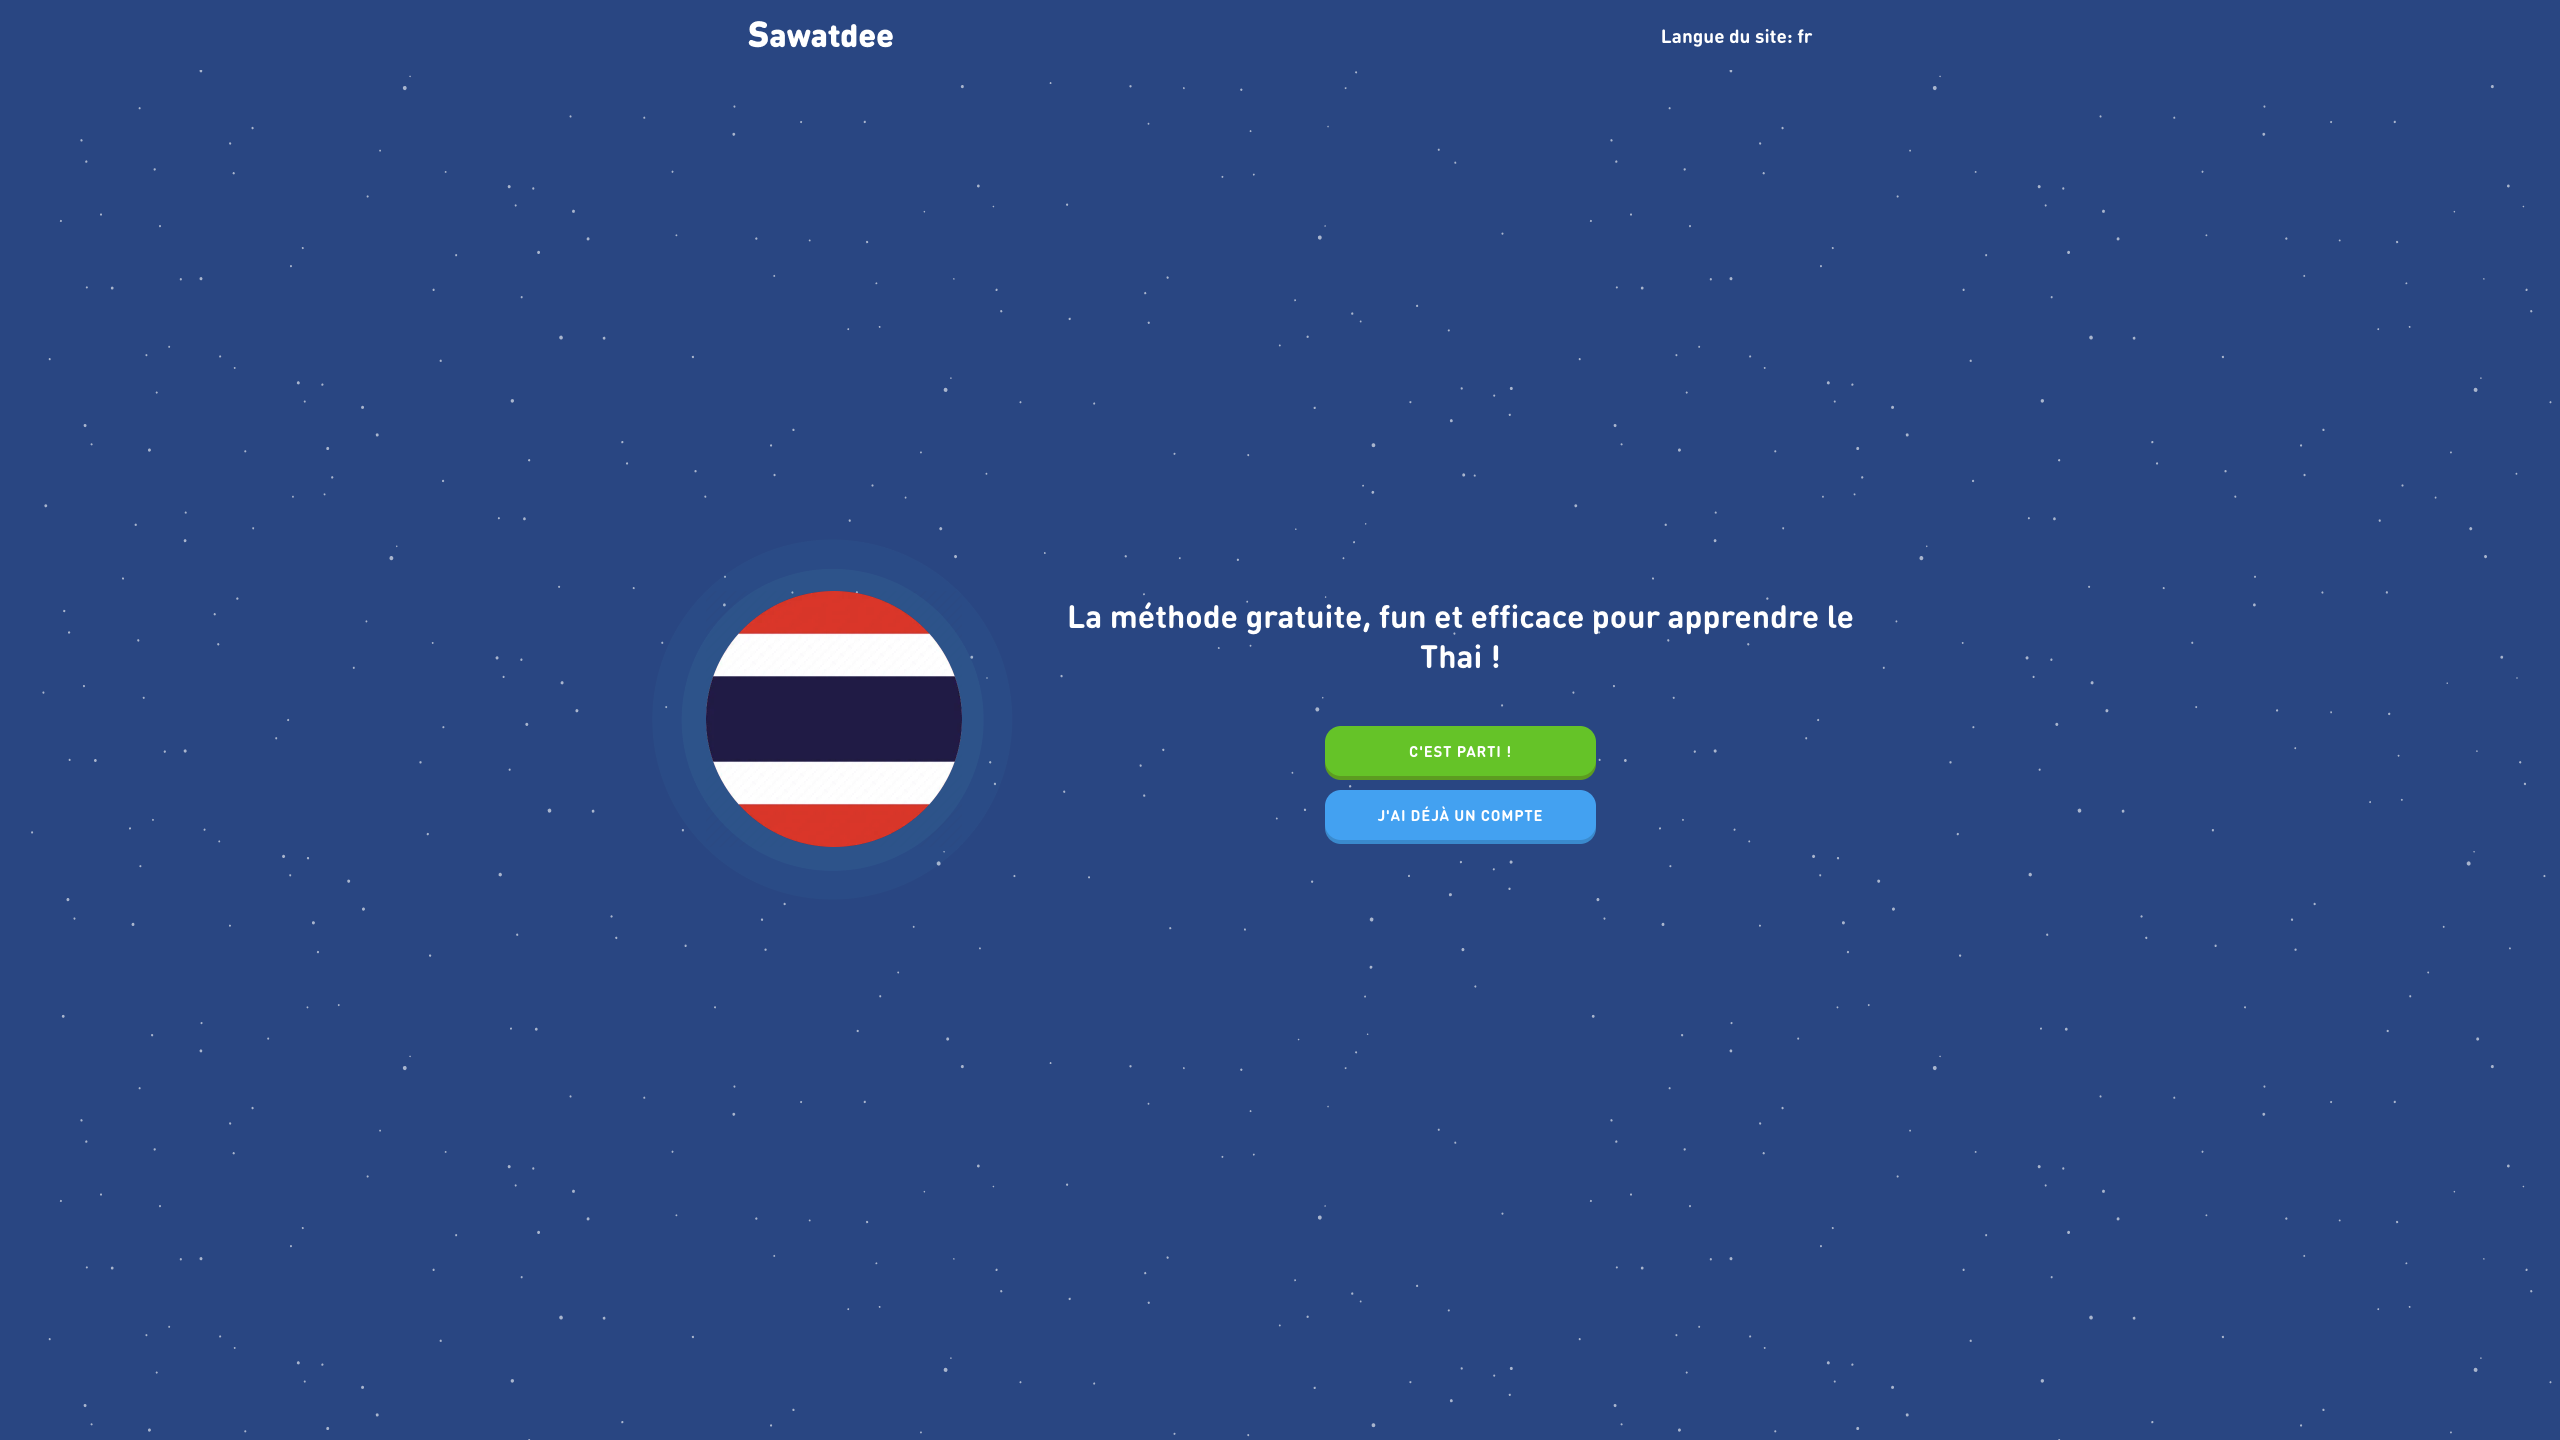 Sawatdee
Langue du site: fr
La méthode gratuite, fun et efficace pour apprendre le
Thai !
C'EST PARTI !
J'AI DÉJÀ UN COMPTE